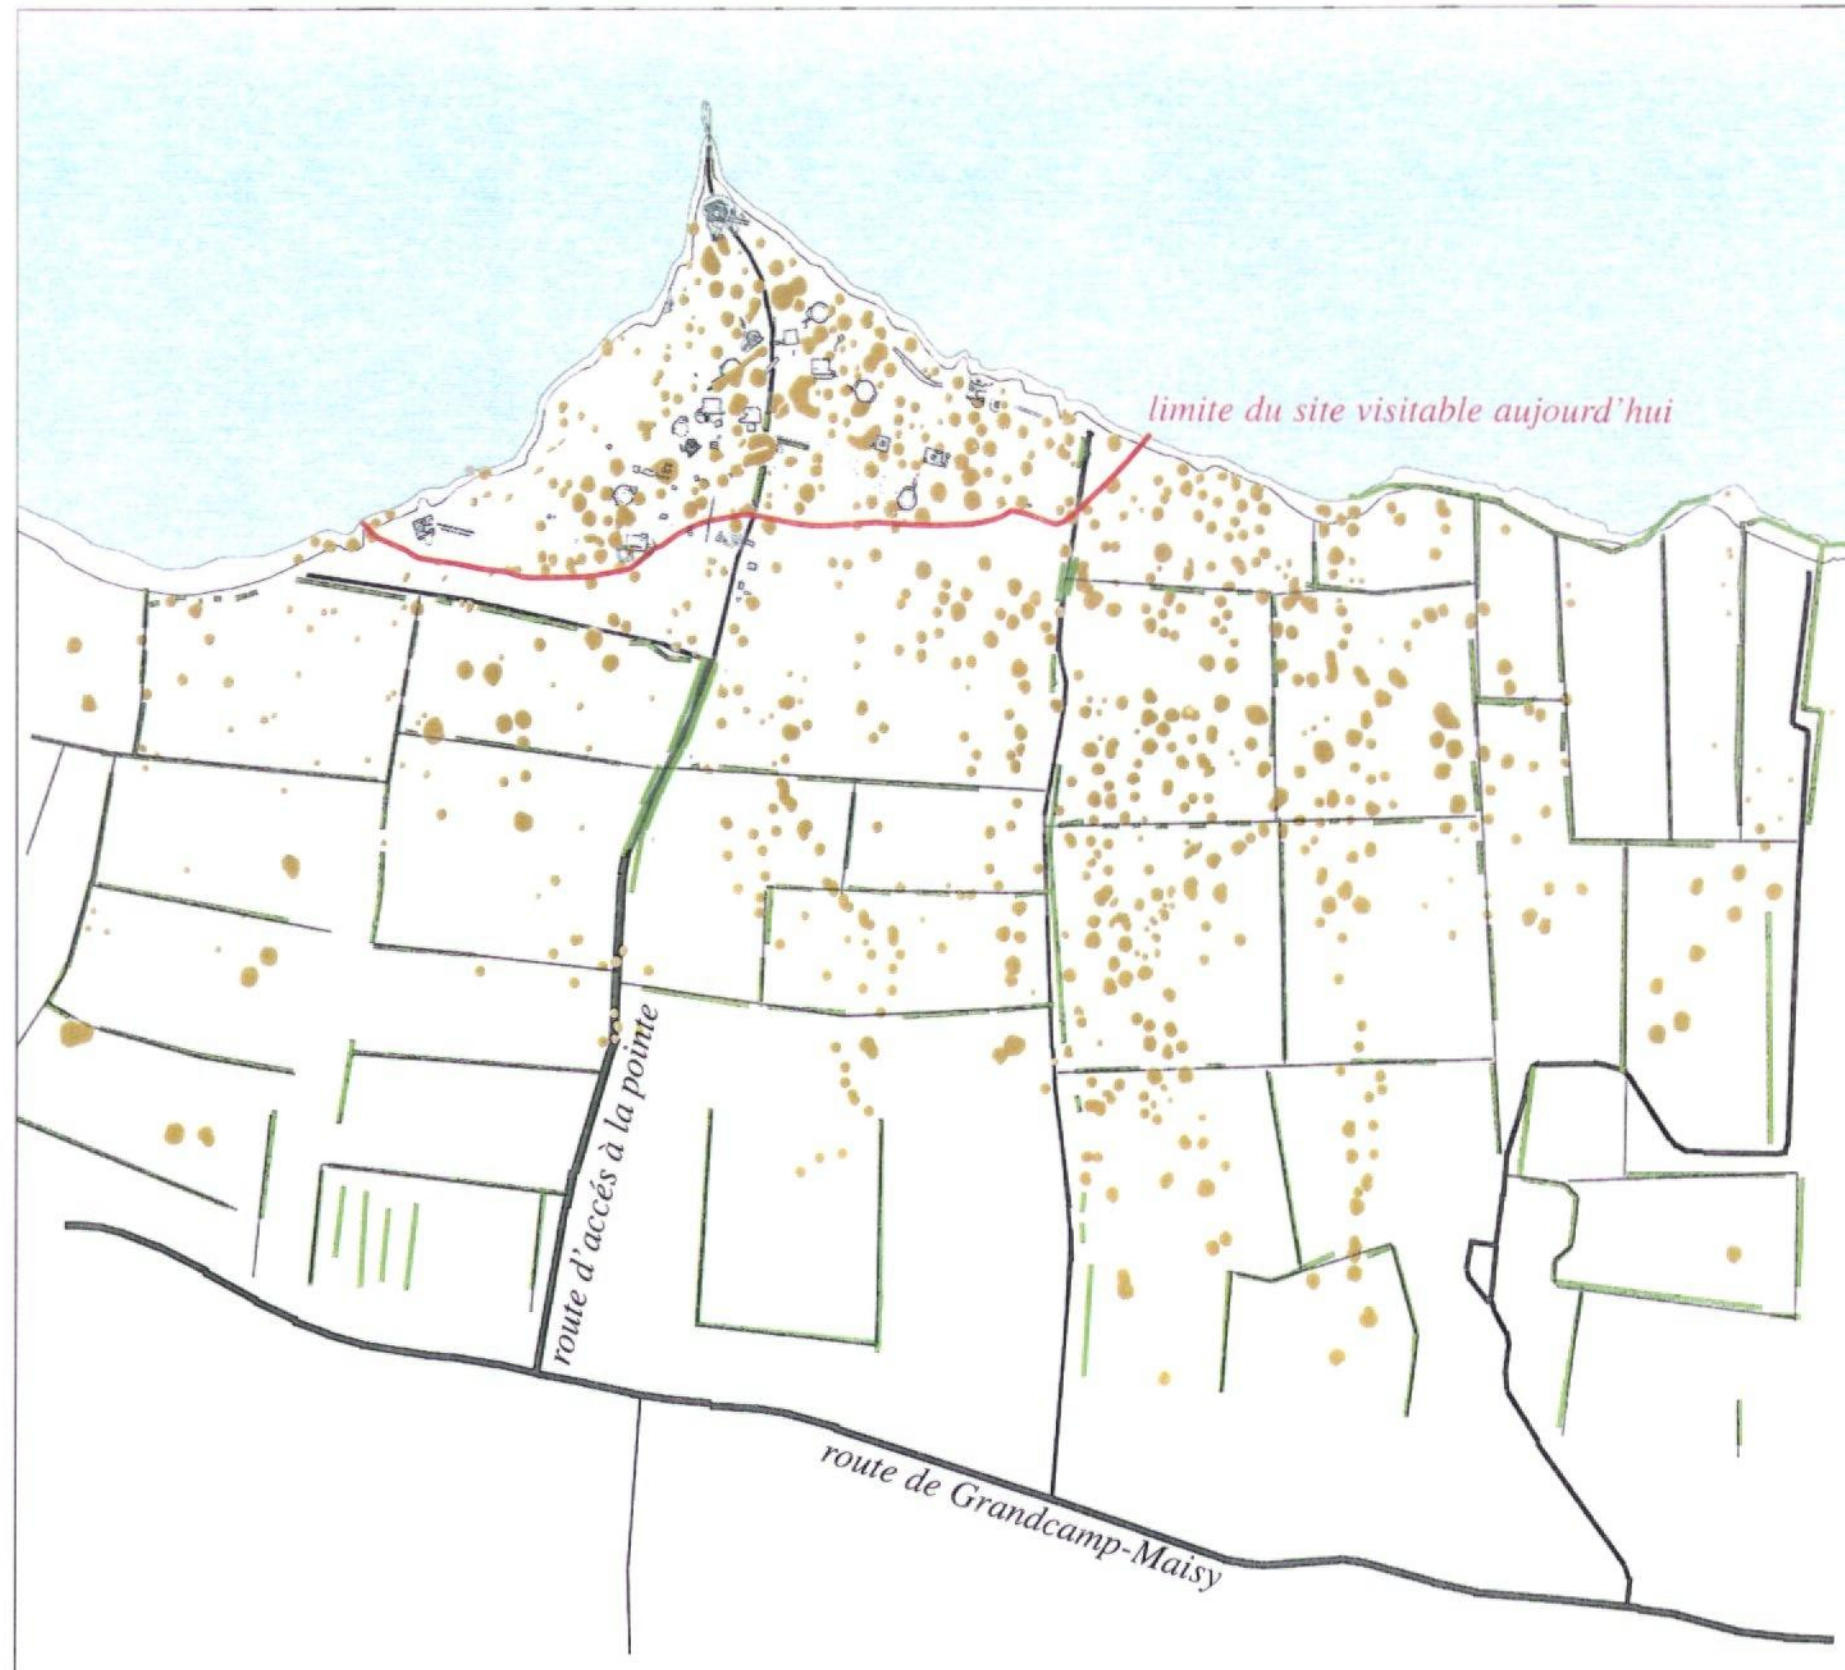 limite du site visitable aujourd'hui
route d'accés à la pointe
route de Grandcamp-Maisy